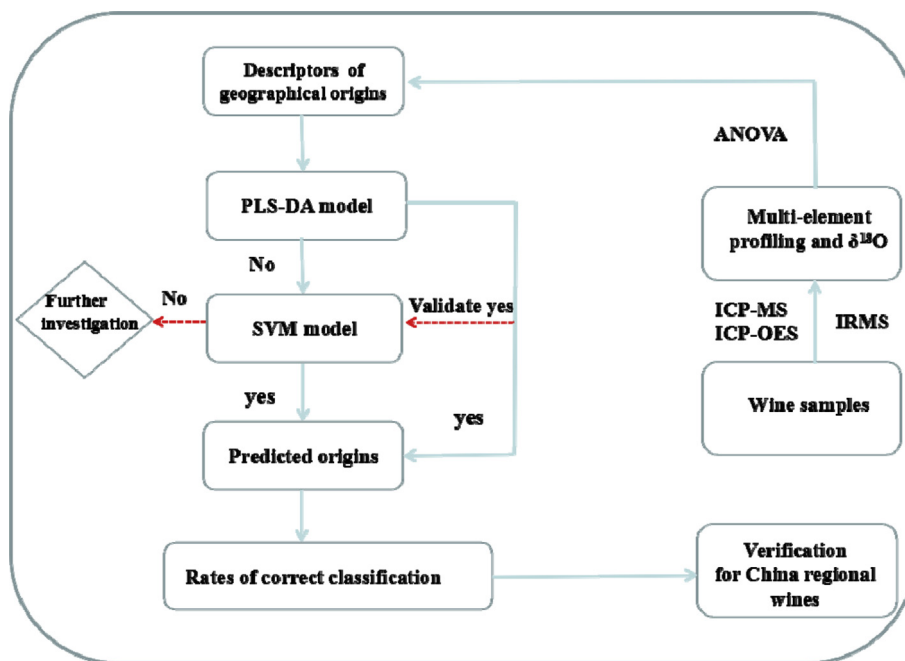 Descriptors of
geographical origins
ANOVA
PLS-DA model
Multi-element
profiling and δ¹⁸O
No
Further
investigation
No
SVM model
Validate yes
ICP-MS
ICP-OES
IRMS
yes
yes
Wine samples
Predicted origins
Rates of correct classification
Verification
for China regional
wines